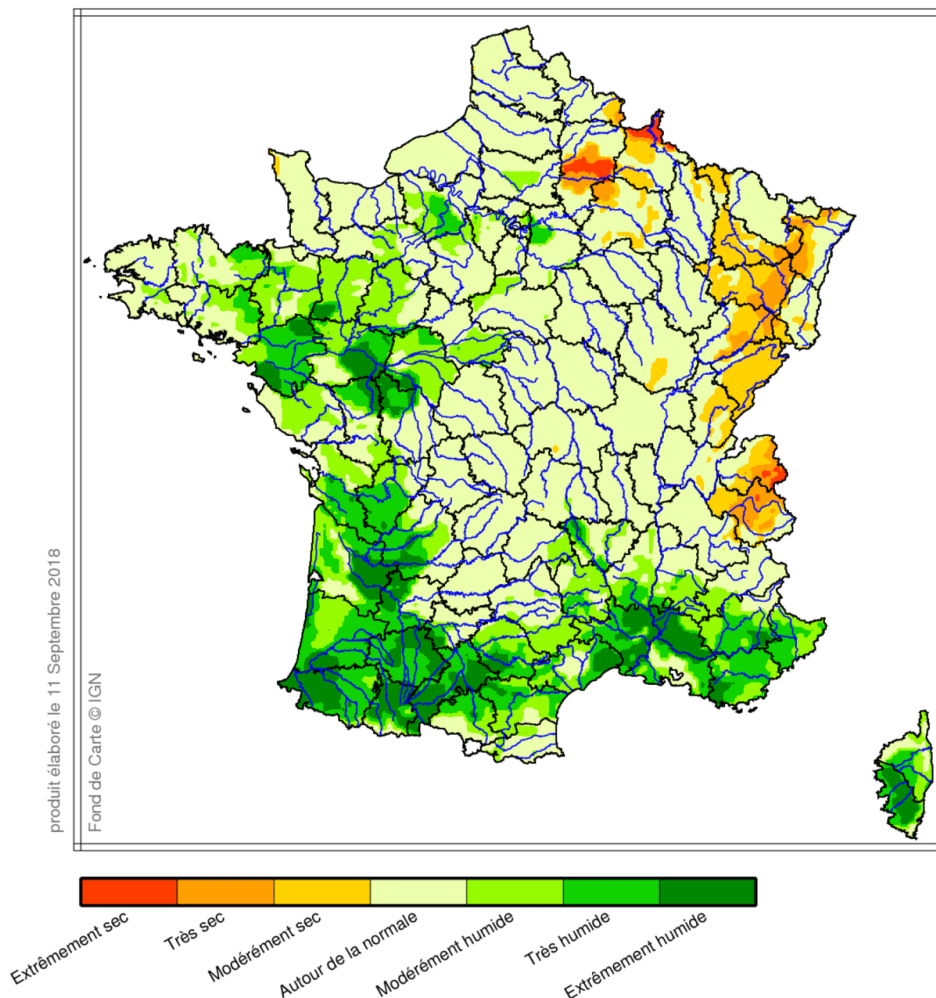 produit élaboré le 11 Septembre 2018
Fond de Carte © IGN
Extrêmement sec
Très sec
Modérément sec
Autour de la normale
Modérément humide
Très humide
Extrêmement humide